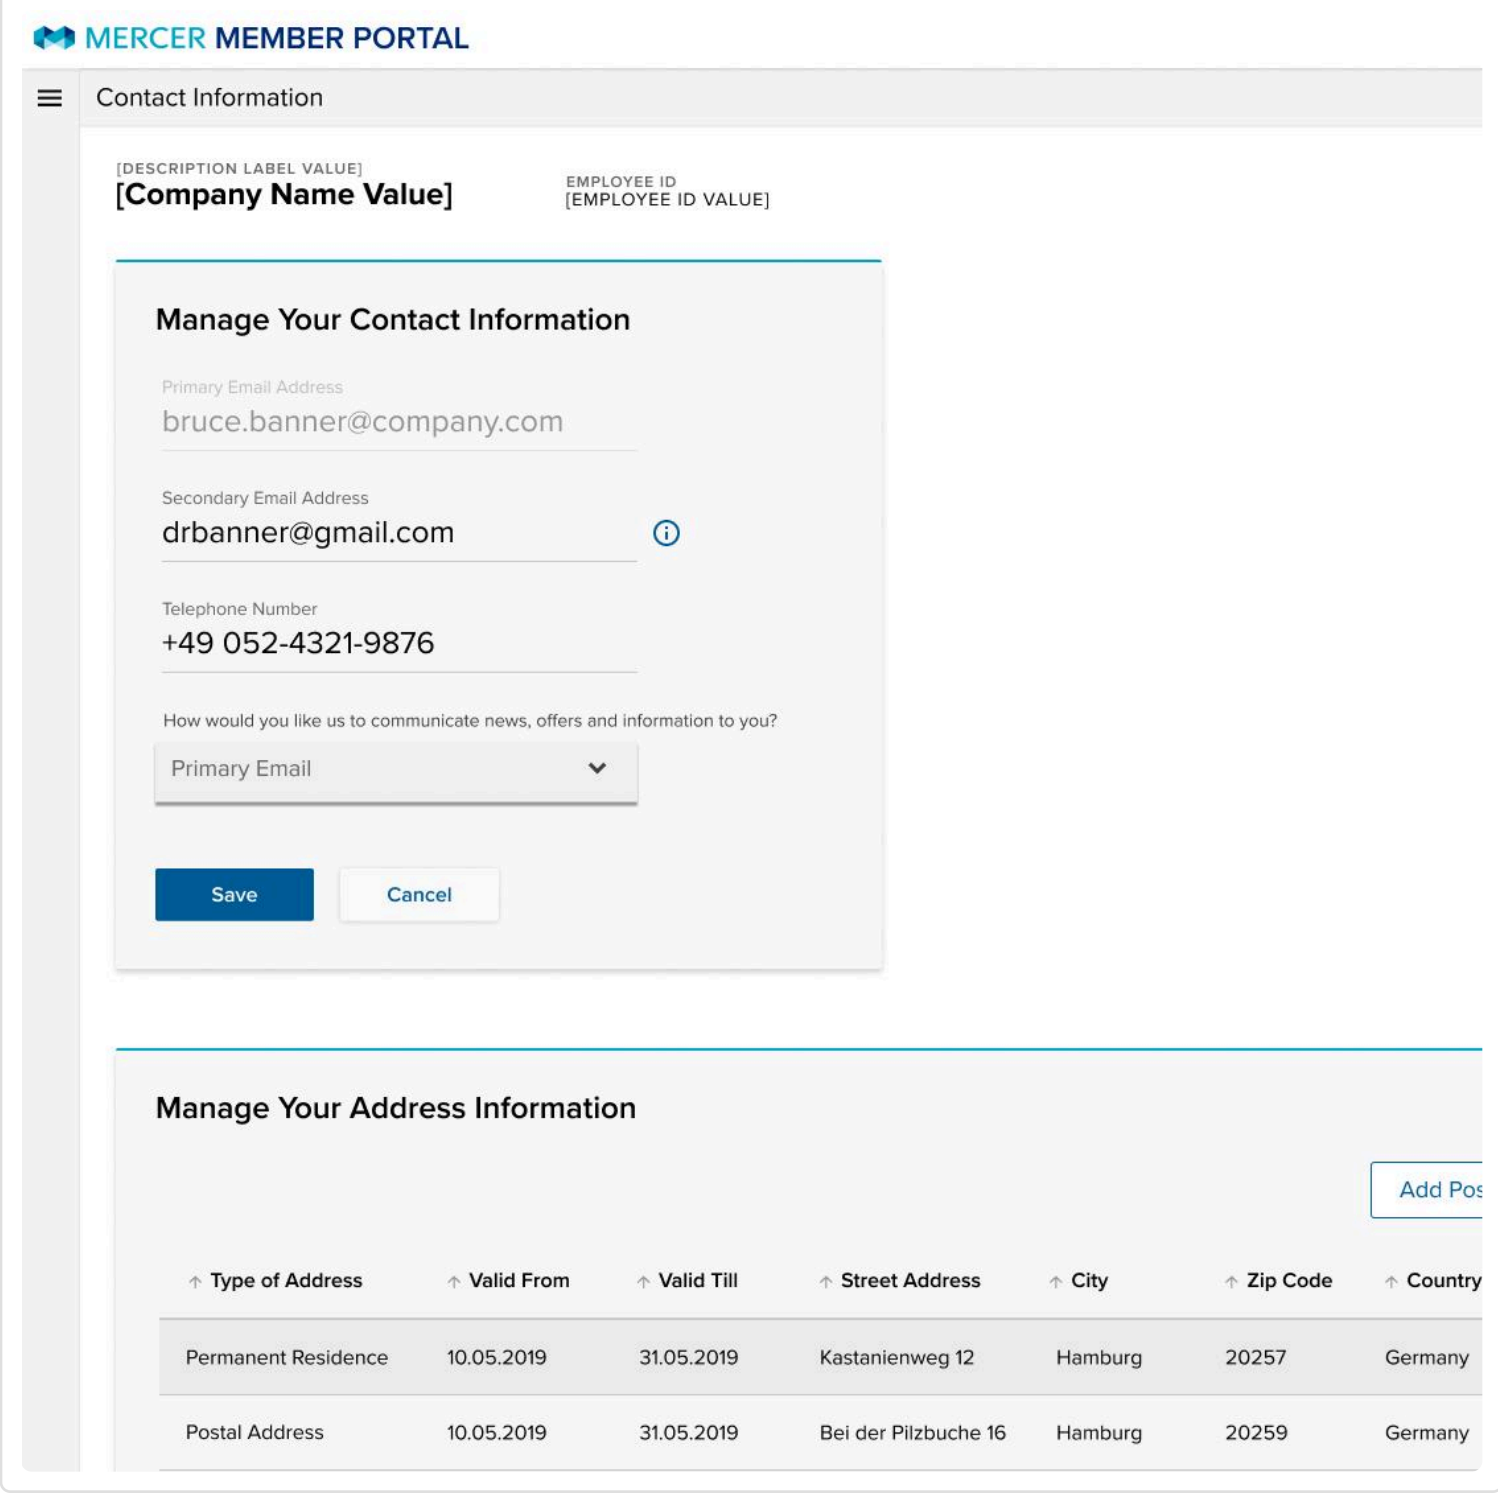 MERCER MEMBER PORTAL
Contact Information
[DESCRIPTION LABEL VALUE]
[Company Name Value]
EMPLOYEE ID
[EMPLOYEE ID VALUE]
Manage Your Contact Information
Primary Email Address
bruce.banner@company.com
Secondary Email Address
drbanner@gmail.com
Telephone Number
+49 052-4321-9876
How would you like us to communicate news, offers and information to you?
Primary Email
Save Cancel
Manage Your Address Information
Add Pos
Type of Address Valid From Valid Till Street Address City Zip Code Country
Permanent Residence 10.05.2019 31.05.2019 Kastanienweg 12 Hamburg 20257 Germany
Postal Address 10.05.2019 31.05.2019 Bei der Pilzbuche 16 Hamburg 20259 Germany